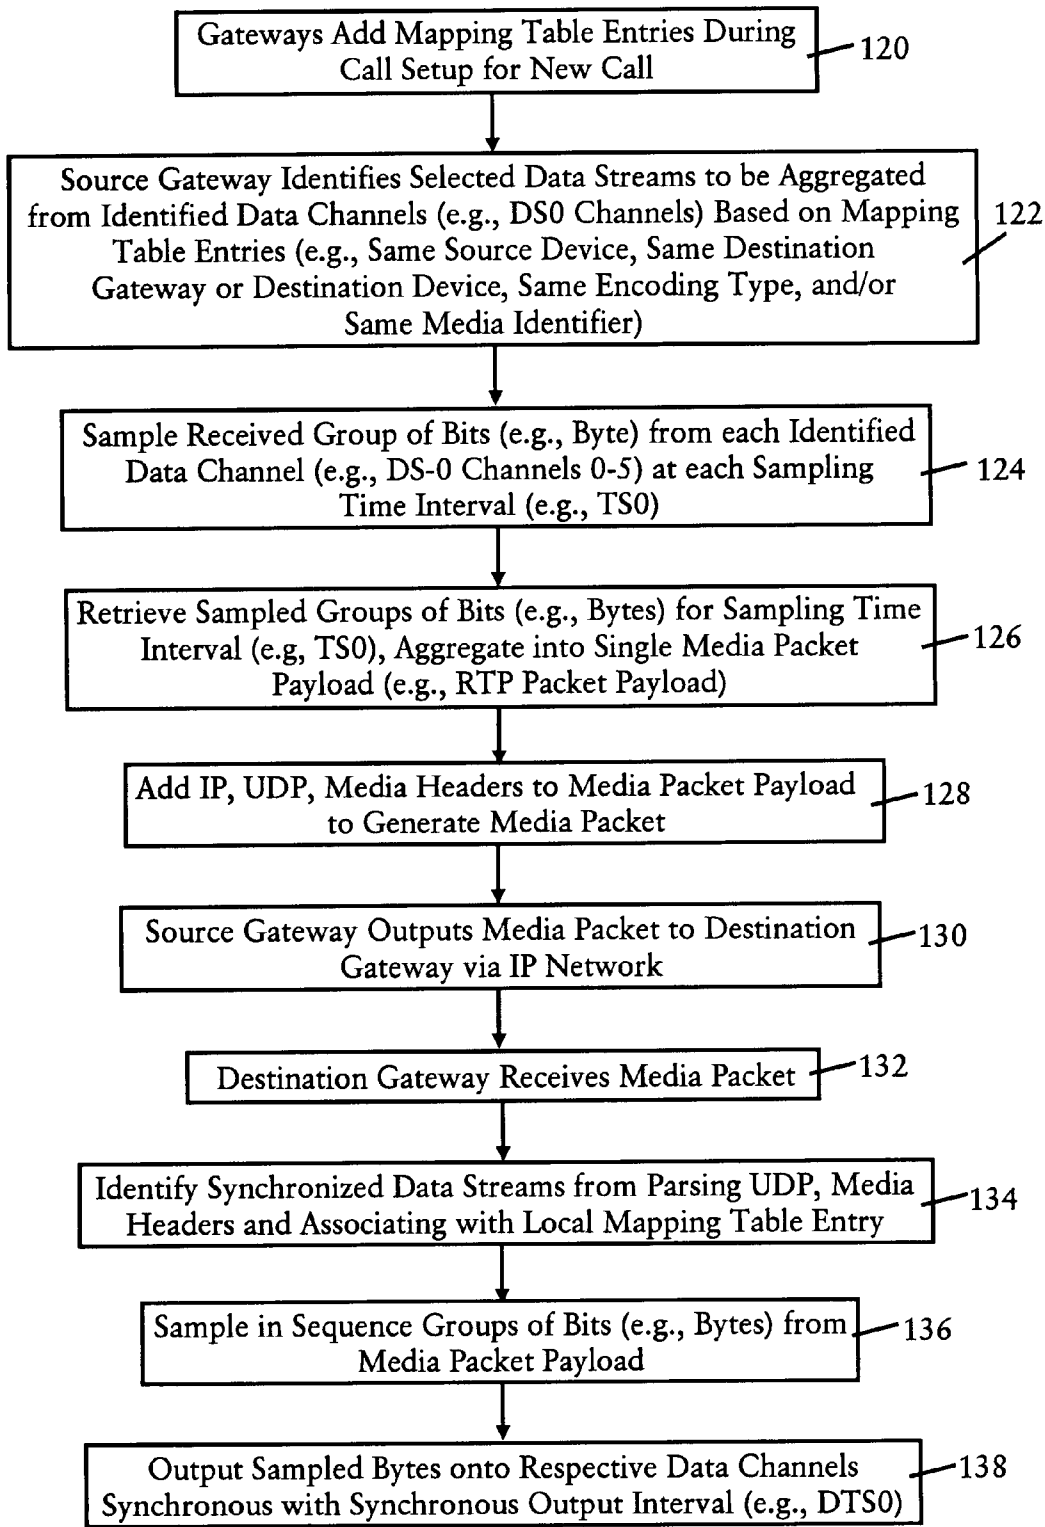 Gateways Add Mapping Table Entries During
Call Setup for New Call
120
Source Gateway Identifies Selected Data Streams to be Aggregated
from Identified Data Channels (e.g., DS0 Channels) Based on Mapping
Table Entries (e.g., Same Source Device, Same Destination
Gateway or Destination Device, Same Encoding Type, and/or
Same Media Identifier)
122
Sample Received Group of Bits (e.g., Byte) from each Identified
Data Channel (e.g., DS-0 Channels 0-5) at each Sampling
Time Interval (e.g., TS0)
124
Retrieve Sampled Groups of Bits (e.g., Bytes) for Sampling Time
Interval (e.g, TS0), Aggregate into Single Media Packet
Payload (e.g., RTP Packet Payload)
126
Add IP, UDP, Media Headers to Media Packet Payload
to Generate Media Packet
128
Source Gateway Outputs Media Packet to Destination
Gateway via IP Network
130
Destination Gateway Receives Media Packet
132
Identify Synchronized Data Streams from Parsing UDP, Media
Headers and Associating with Local Mapping Table Entry
134
Sample in Sequence Groups of Bits (e.g., Bytes) from
Media Packet Payload
136
Output Sampled Bytes onto Respective Data Channels
Synchronous with Synchronous Output Interval (e.g., DTS0)
138